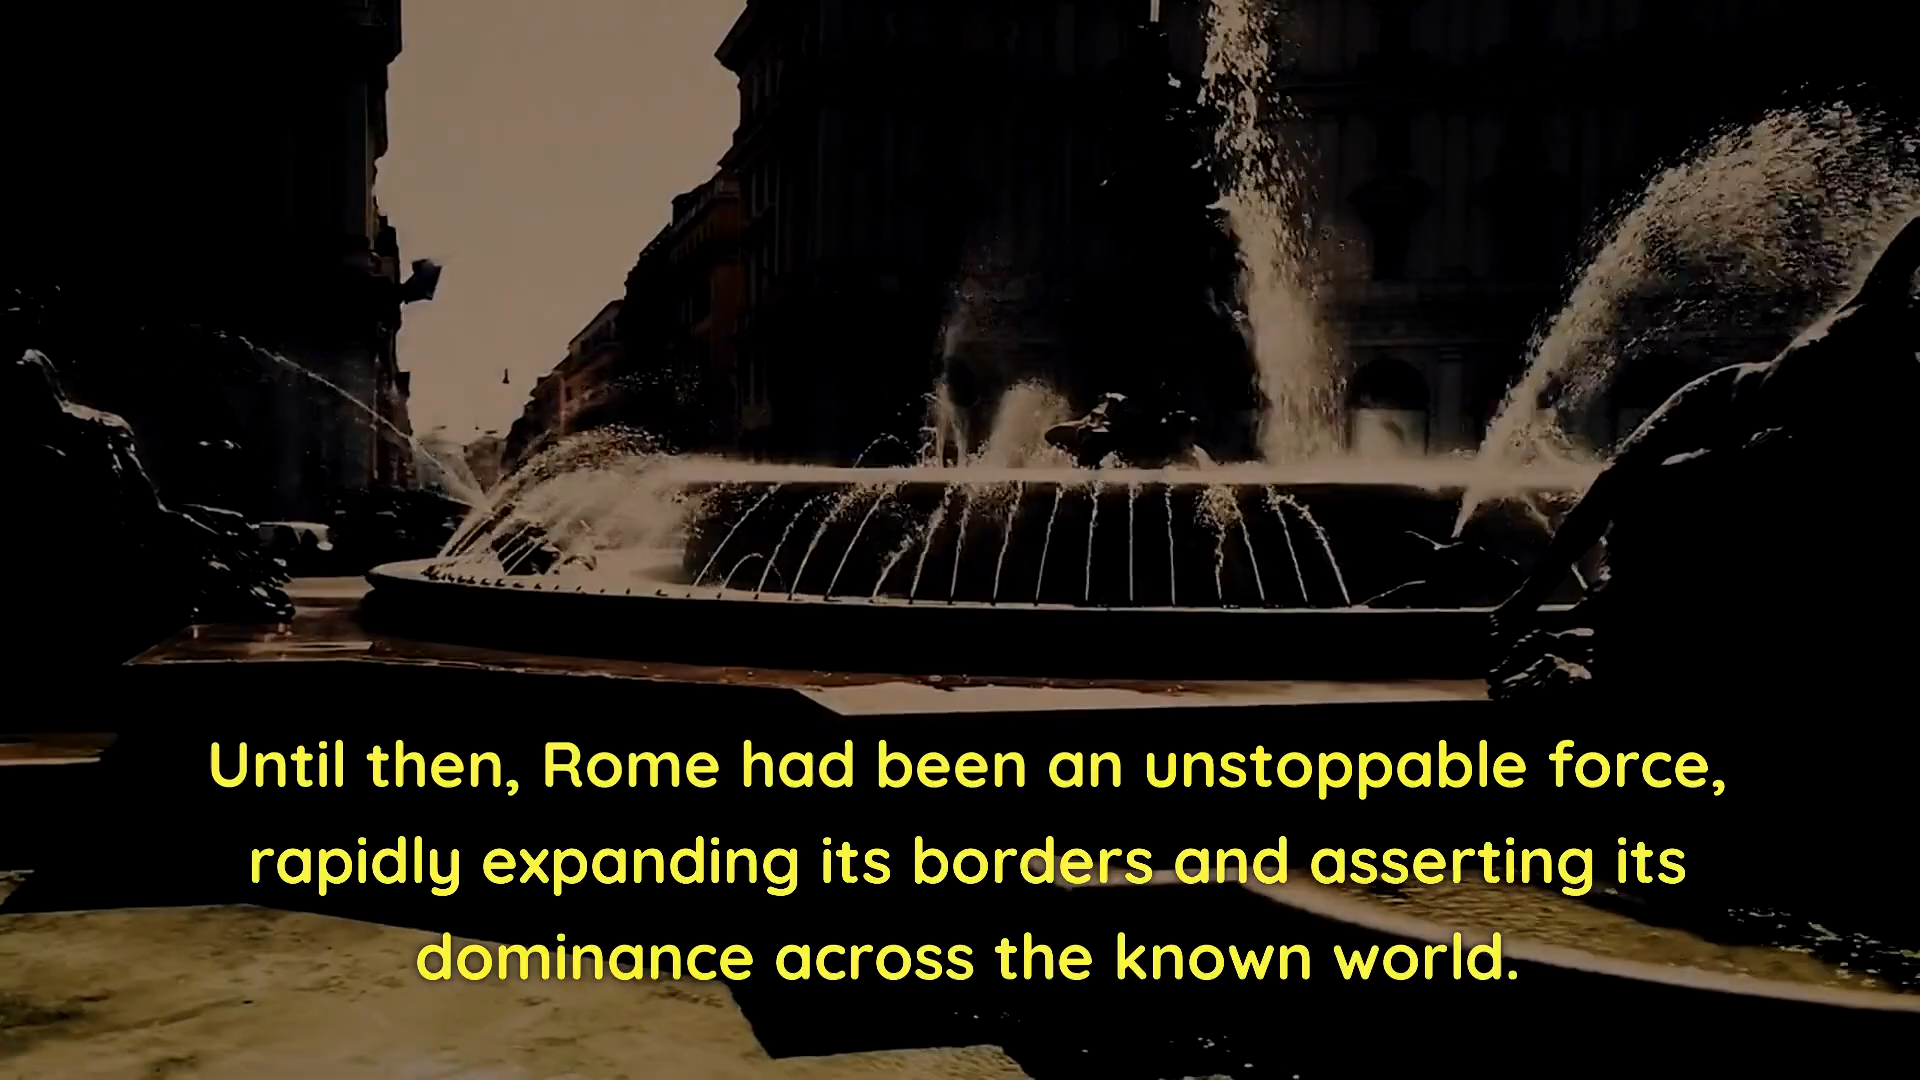 Until then, Rome had been an unstoppable force,
rapidly expanding its borders and asserting its
dominance across the known world.